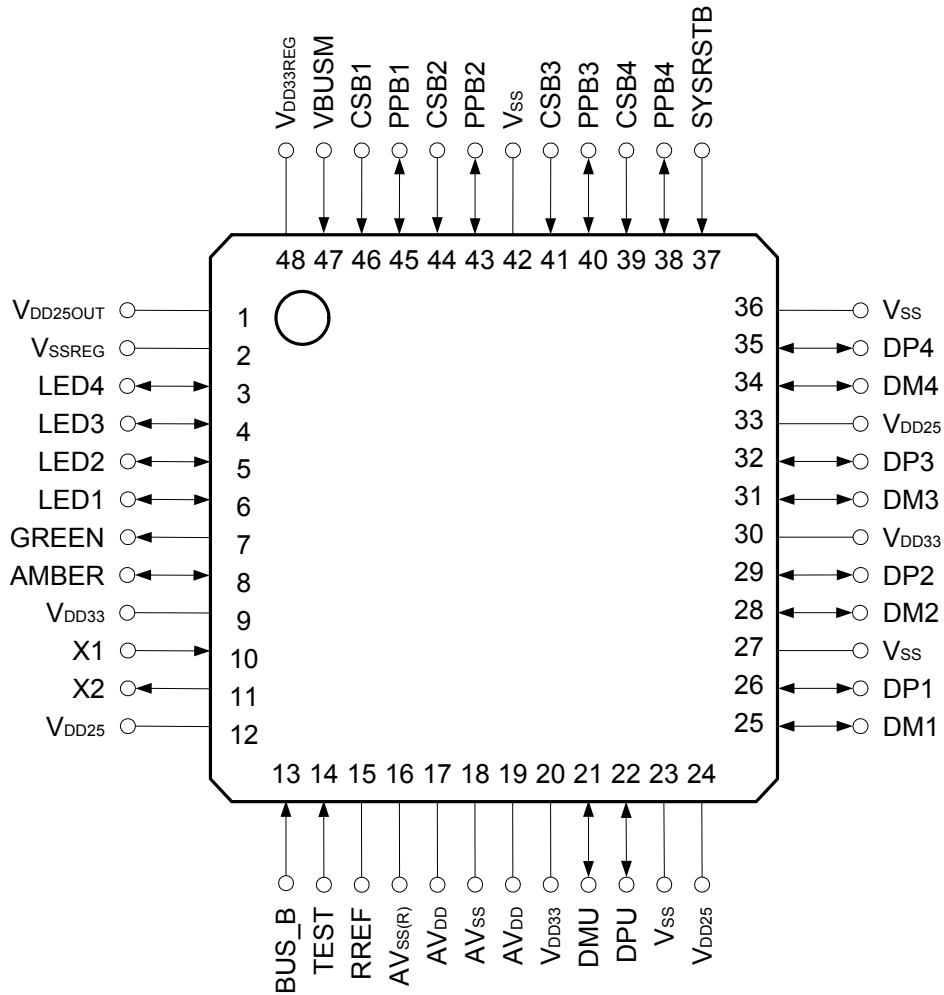 VDD33REG
VBUSM
CSB1
PPB1
CSB2
PPB2
VSS
CSB3
PPB3
CSB4
PPB4
SYSRSTB
48 47 46 45 44 43 42 41 40 39 38 37
VDD25OUT 1
VSSREG 2
LED4 3
LED3 4
LED2 5
LED1 6
GREEN 7
AMBER 8
VDD33 9
X1 10
X2 11
VDD25 12
36 VSS
35 DP4
34 DM4
33 VDD25
32 DP3
31 DM3
30 VDD33
29 DP2
28 DM2
27 VSS
26 DP1
25 DM1
13 14 15 16 17 18 19 20 21 22 23 24
BUS_B
TEST
RREF
AVSS(R)
AVDD
AVSS
AVDD
VDD33
DMU
DPU
VSS
VDD25